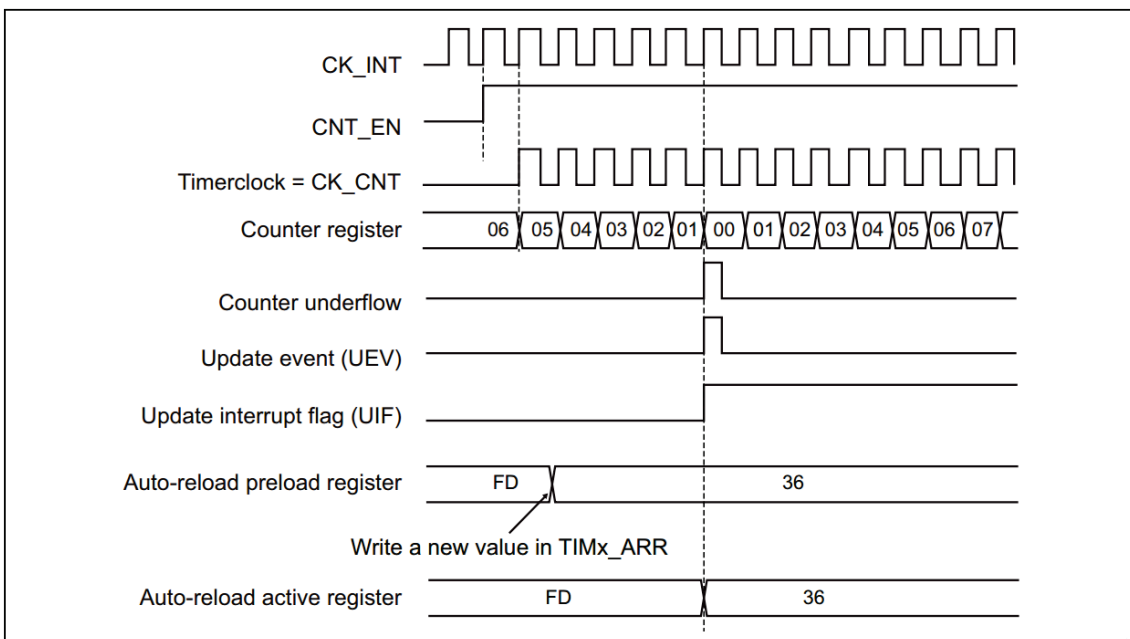 CK_INT
CNT_EN
Timerclock = CK_CNT
Counter register 06 05 04 03 02 01 00 01 02 03 04 05 06 07
Counter underflow
Update event (UEV)
Update interrupt flag (UIF)
Auto-reload preload register FD 36
Write a new value in TIMx_ARR
Auto-reload active register FD 36